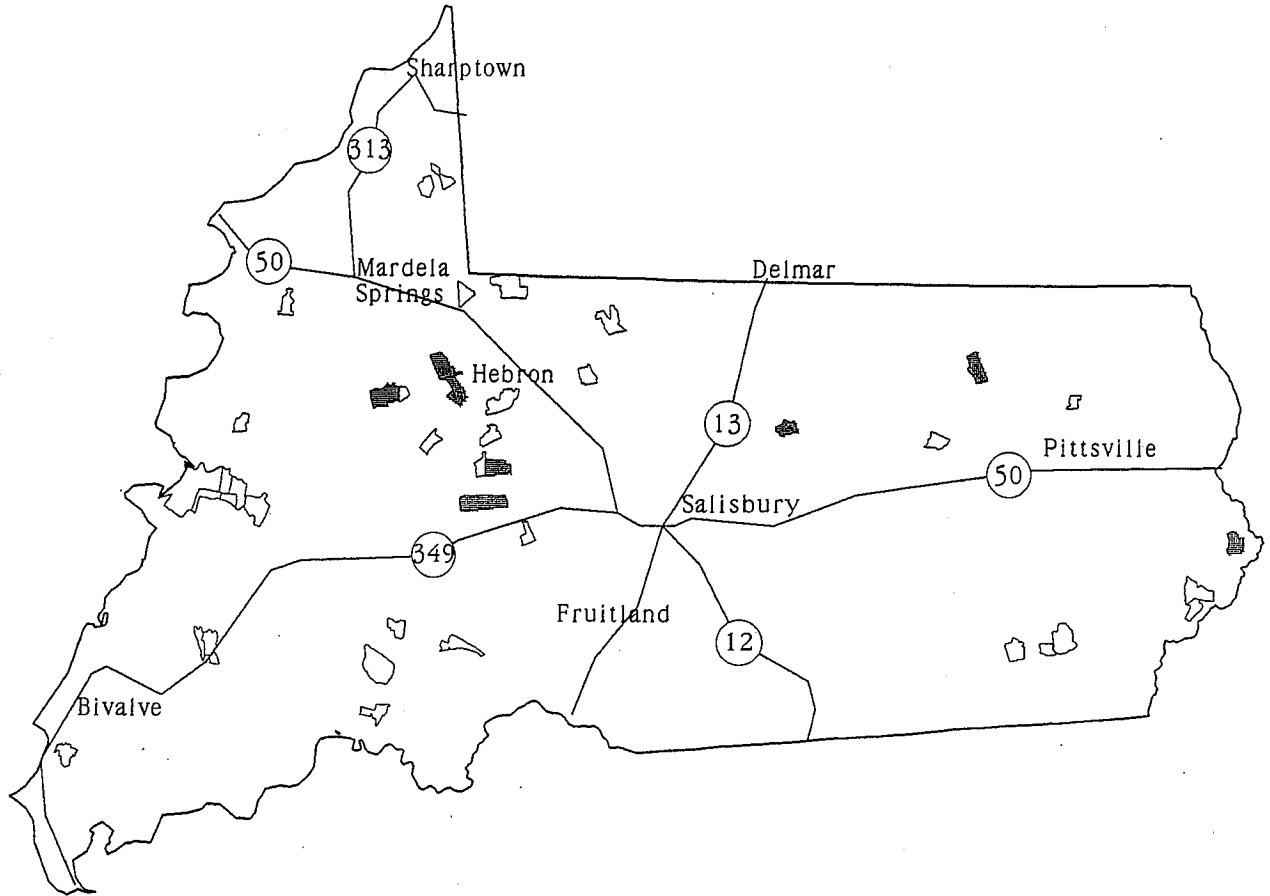 Sharptown
313
50
Mardela
Springs
Delmar
Hebron
13
Pittsville
50
Salisbury
349
Fruitland
12
Bivalve